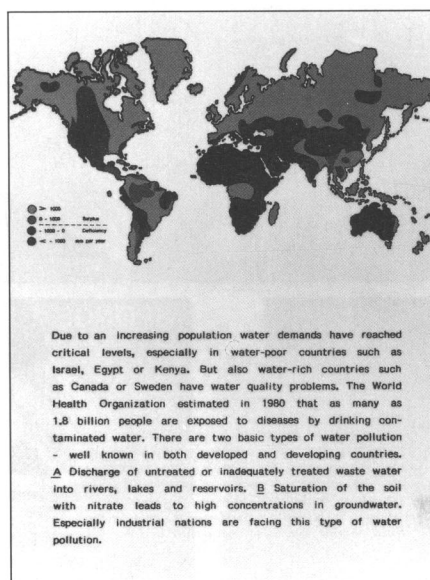 > 1000
0 - 1000 Surplus
- 1000 - 0 Deficiency
< - 1000 mm per year
Due to an increasing population water demands have reached
critical levels, especially in water-poor countries such as
Israel, Egypt or Kenya. But also water-rich countries such
as Canada or Sweden have water quality problems. The World
Health Organization estimated in 1980 that as many as
1.8 billion people are exposed to diseases by drinking con-
taminated water. There are two basic types of water pollution
- well known in both developed and developing countries.
A Discharge of untreated or inadequately treated waste water
into rivers, lakes and reservoirs. B Saturation of the soil
with nitrate leads to high concentrations in groundwater.
Especially industrial nations are facing this type of water
pollution.